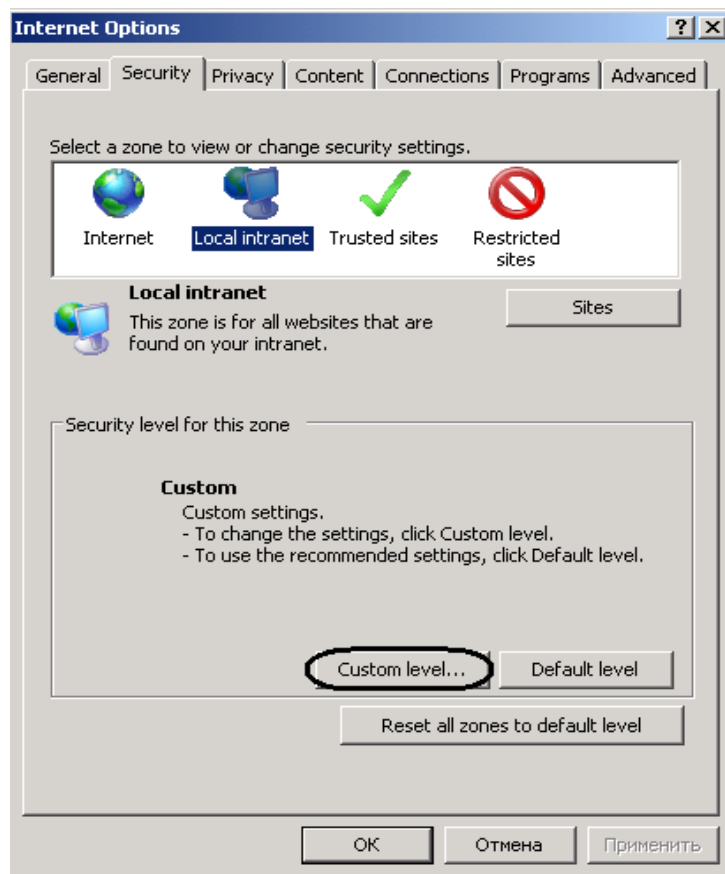 Internet Options
General Security Privacy Content Connections Programs Advanced
Select a zone to view or change security settings.
Internet Local intranet Trusted sites Restricted
sites
Local intranet
Sites
This zone is for all websites that are
found on your intranet.
Security level for this zone
Custom
Custom settings.
- To change the settings, click Custom level.
- To use the recommended settings, click Default level.
Custom level... Default level
Reset all zones to default level
OK Отмена Применить